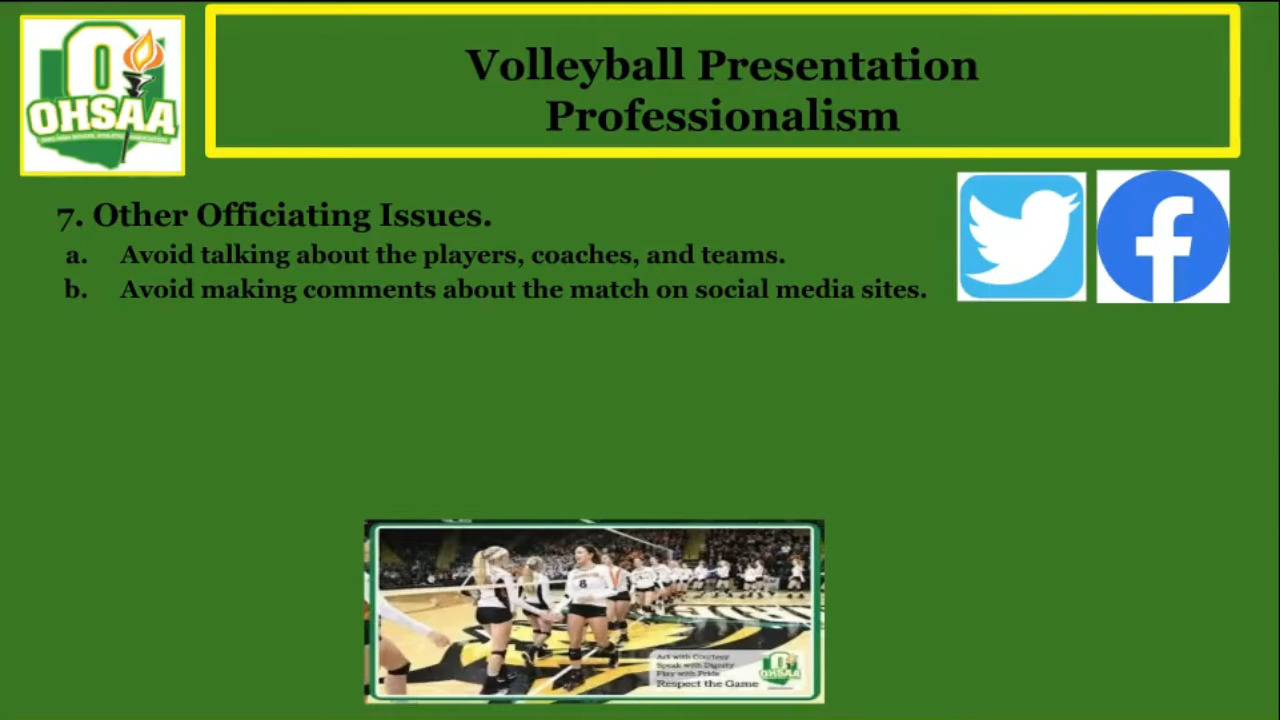 OHSAA
Volleyball Presentation
Professionalism
7. Other Officiating Issues.
a. Avoid talking about the players, coaches, and teams.
b. Avoid making comments about the match on social media sites.
8
Act with Courtesy
Speak with Dignity
Play with Pride
Respect the Game
OHSAA